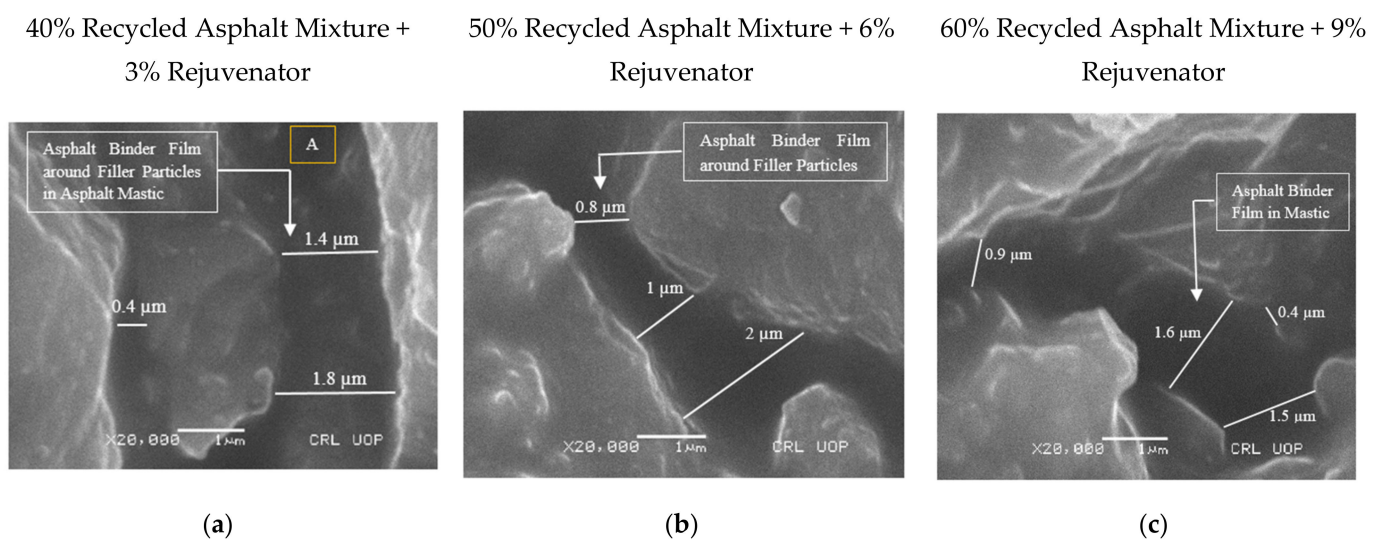 40% Recycled Asphalt Mixture +
3% Rejuvenator
50% Recycled Asphalt Mixture + 6%
Rejuvenator
60% Recycled Asphalt Mixture + 9%
Rejuvenator
Asphalt Binder Film
around Filler Particles
in Asphalt Mastic
A
1.4 µm
0.4 µm
1.8 µm
X20,000 1µm CRL UOP
Asphalt Binder Film
around Filler Particles
0.8 µm
1 µm
2 µm
X20,000 1µm CRL UOP
Asphalt Binder
Film in Mastic
0.9 µm
0.4 µm
1.6 µm
1.5 µm
X20,000 1µm CRL UOP
(a)
(b)
(c)